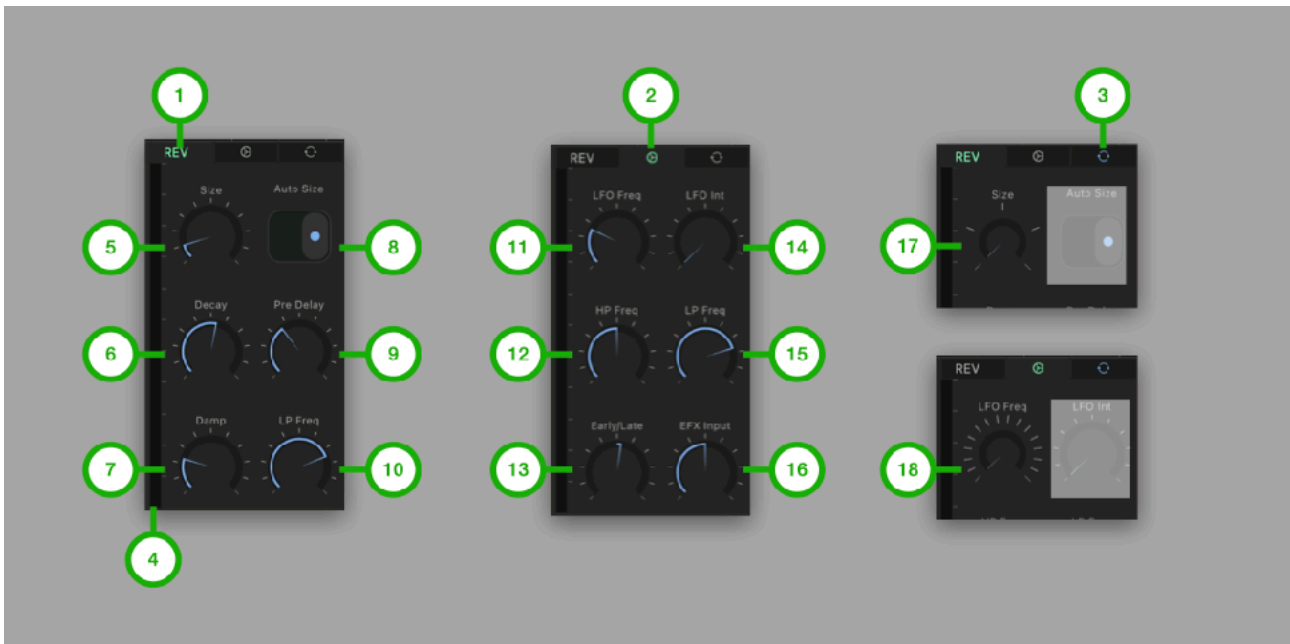 1
2
3
REV
REV
REV
Size
Auto Size
LFO Freq
LFO Int
Size
Auto Size
5
8
11
14
17
Decay
Pre Delay
HP Freq
LP Freq
6
9
12
15
REV
LFO Freq
LFO Int
Damp
LP Freq
Early/Late
EFX Input
7
10
13
16
18
4